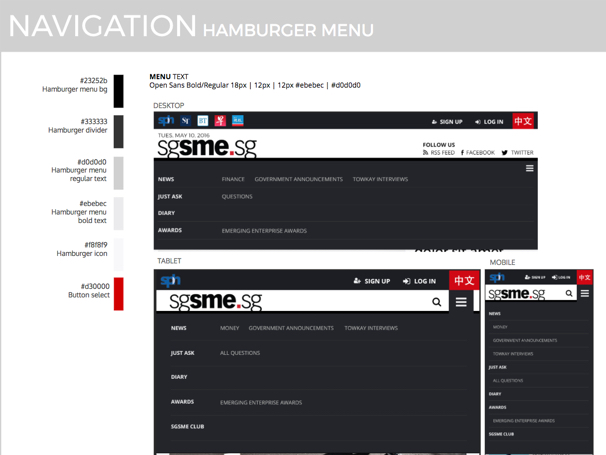 NAVIGATION HAMBURGER MENU
#23252b
Hamburger menu bg
#333333
Hamburger divider
#d0d0d0
Hamburger menu
regular text
#ebebec
Hamburger menu
bold text
#f8f8f9
Hamburger icon
#d30000
Button select
MENU TEXT
Open Sans Bold/Regular 18px | 12px | 12px #ebebec | #d0d0d0
DESKTOP
sph ST BT SIGN UP LOG IN 中文
TUES, MAY 10, 2016
sgsme.sg
FOLLOW US
RSS FEED FACEBOOK TWITTER
NEWS FINANCE GOVERNMENT ANNOUNCEMENTS TOWKAY INTERVIEWS
JUST ASK QUESTIONS
DIARY
AWARDS EMERGING ENTERPRISE AWARDS
TABLET
sph SIGN UP LOG IN 中文
sgsme.sg
NEWS MONEY GOVERNMENT ANNOUNCEMENTS TOWKAY INTERVIEWS
JUST ASK ALL QUESTIONS
DIARY
AWARDS EMERGING ENTERPRISE AWARDS
SGSME CLUB
MOBILE
sph SIGN UP LOG IN 中文
sgsme.sg
NEWS
MONEY
GOVERNMENT ANNOUNCEMENTS
TOWKAY INTERVIEWS
JUST ASK
ALL QUESTIONS
DIARY
AWARDS
EMERGING ENTERPRISE AWARDS
SGSME CLUB